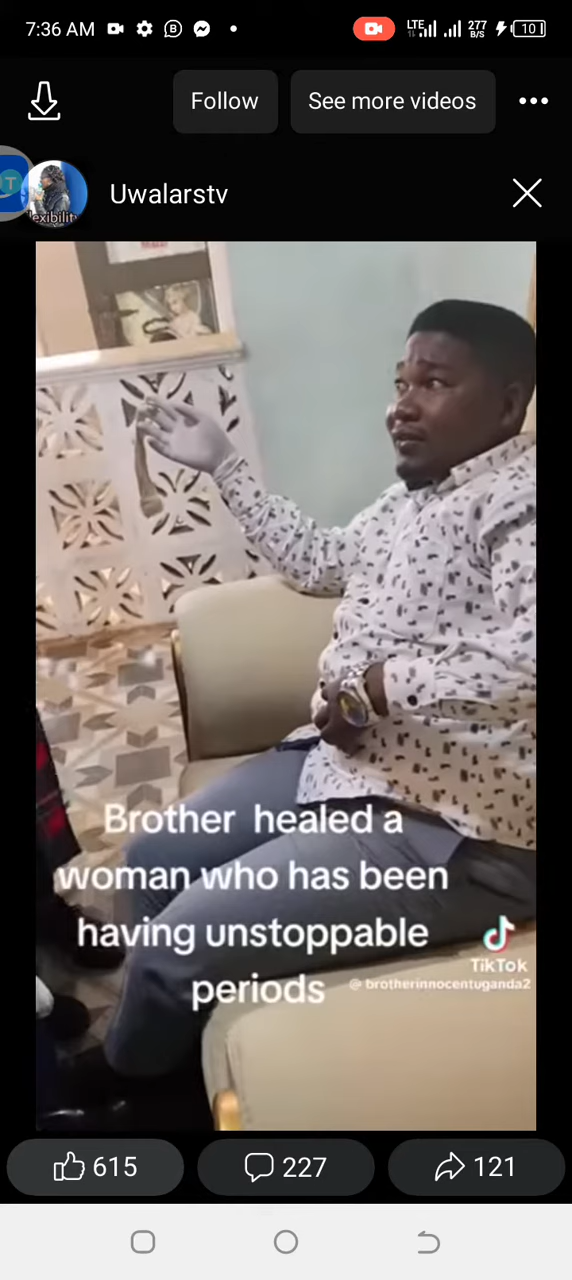 7:36 AM
LTE
277
B/S
10
Follow
See more videos
Uwalarstv
lexibility
Brother healed a
woman who has been
having unstoppable
periods
TikTok
@ brotherinnocentuganda2
615
227
121